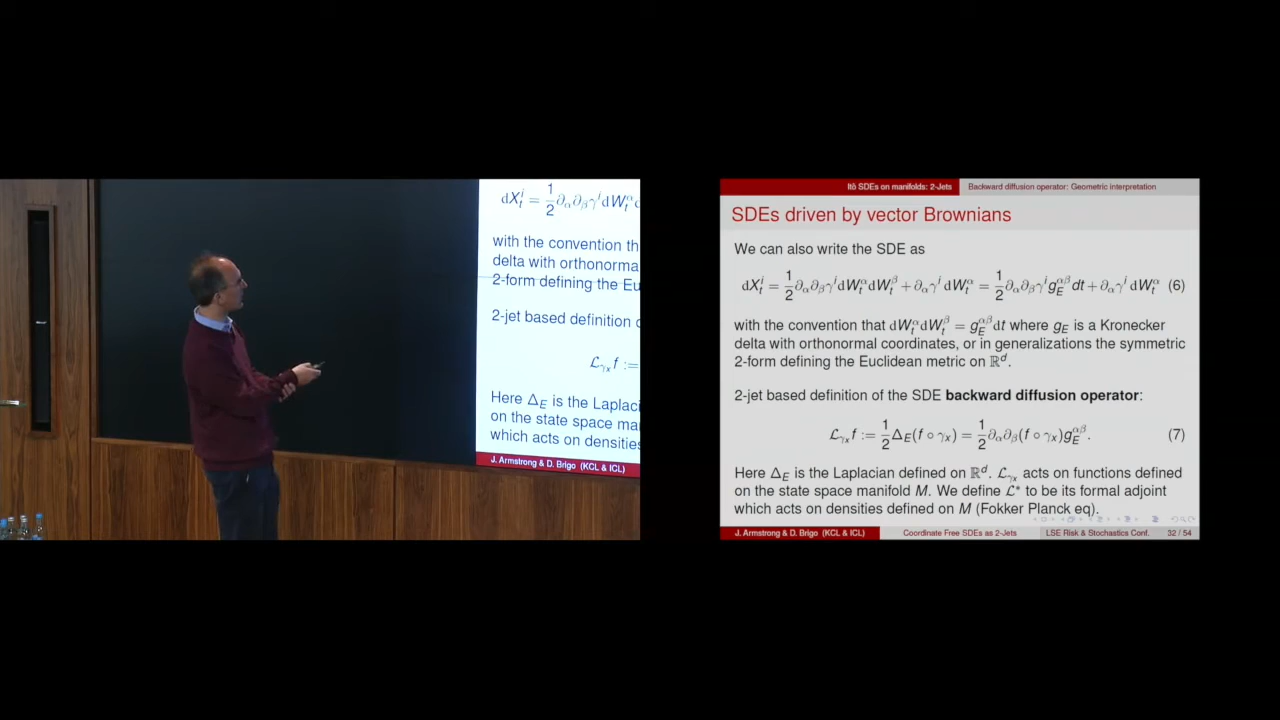 dX_t^i = 1/2 ∂_α∂_βγ^i dW_t^α
with the convention th
delta with orthonorma
2-form defining the Eu
2-jet based definition
ℒ_{γ_x} f :=
Here Δ_E is the Laplaci
on the state space ma
which acts on densities
J. Armstrong & D. Brigo (KCL & ICL)
Itô SDEs on manifolds: 2-Jets Backward diffusion operator: Geometric interpretation
SDEs driven by vector Brownians
We can also write the SDE as
dX_t^i = 1/2 ∂_α∂_βγ^i dW_t^α dW_t^β + ∂_αγ^i dW_t^α = 1/2 ∂_α∂_βγ^i g_E^{αβ} dt + ∂_αγ^i dW_t^α (6)
with the convention that dW_t^α dW_t^β = g_E^{αβ} dt where g_E is a Kronecker
delta with orthonormal coordinates, or in generalizations the symmetric
2-form defining the Euclidean metric on ℝ^d.
2-jet based definition of the SDE backward diffusion operator:
ℒ_{γ_x} f := 1/2 Δ_E(f ∘ γ_x) = 1/2 ∂_α∂_β(f ∘ γ_x)g_E^{αβ}. (7)
Here Δ_E is the Laplacian defined on ℝ^d. ℒ_{γ_x} acts on functions defined
on the state space manifold M. We define ℒ* to be its formal adjoint
which acts on densities defined on M (Fokker Planck eq).
J. Armstrong & D. Brigo (KCL & ICL) Coordinate Free SDEs as 2-Jets LSE Risk & Stochastics Conf. 32 / 54